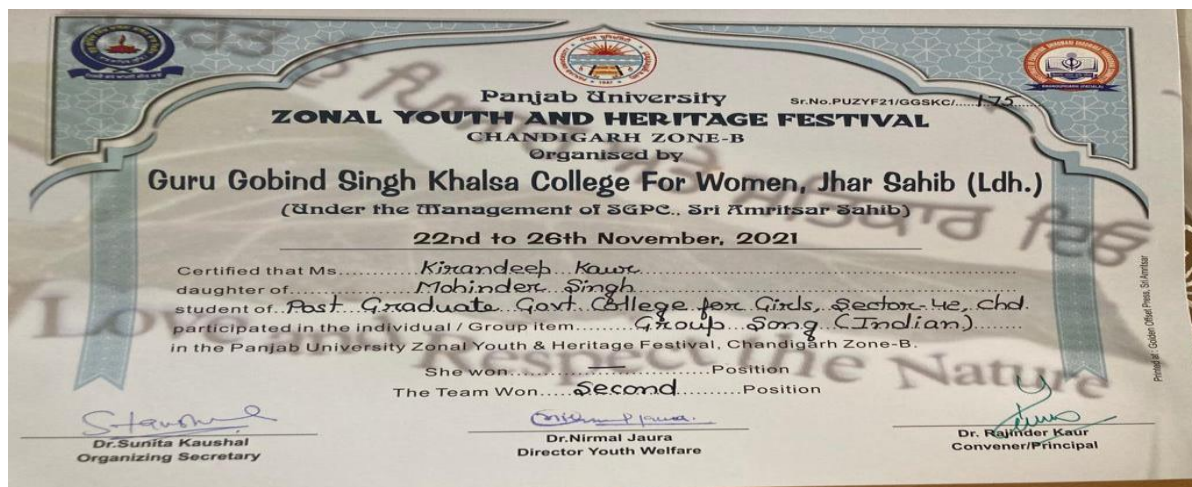 Panjab University
Sr.No.PUZYF21/GGSKC/.....175.....
ZONAL YOUTH AND HERITAGE FESTIVAL
CHANDIGARH ZONE-B
Organised by
Guru Gobind Singh Khalsa College For Women, Jhar Sahib (Ldh.)
(Under the Management of SGPC., Sri Amritsar Sahib)
22nd to 26th November, 2021
Certified that Ms...........Kirandeep Kaur...........
daughter of...........Mohinder Singh...........
student of..Post Graduate Govt. College for Girls, Sector-42, Chd.
participated in the individual / Group item.........Group Song (Indian).........
in the Panjab University Zonal Youth & Heritage Festival, Chandigarh Zone-B.
She won...........—...........Position
The Team Won.....Second.........Position
Dr.Sunita Kaushal
Organizing Secretary
Dr.Nirmal Jaura
Director Youth Welfare
Dr. Rajinder Kaur
Convener/Principal
Printed at : Golden Offset Press, Sri Amritsar
ਸਤਿਕਾਰ ਦਿਉ
Respect The Nature